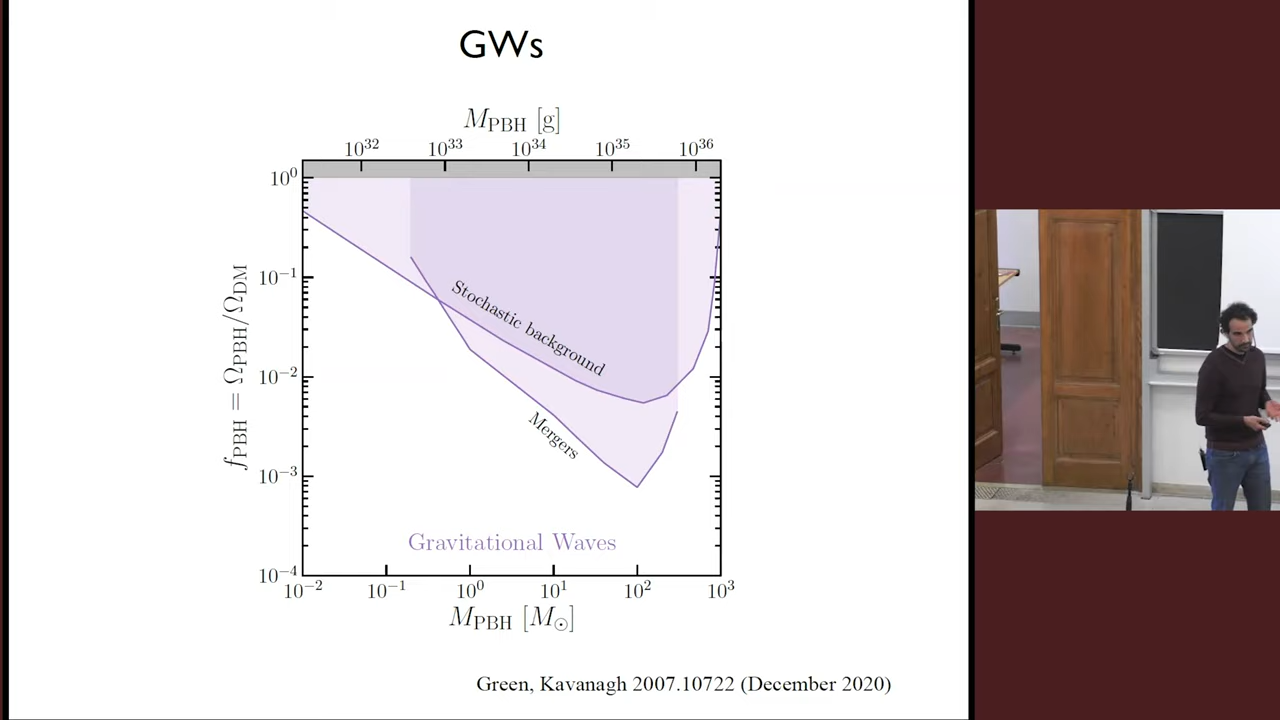 GWs
M_PBH [g]
10^32 10^33 10^34 10^35 10^36
10^0
10^-1
10^-2
10^-3
10^-4
f_PBH = Ω_PBH/Ω_DM
Stochastic background
Mergers
Gravitational Waves
10^-2 10^-1 10^0 10^1 10^2 10^3
M_PBH [M_⊙]
Green, Kavanagh 2007.10722 (December 2020)